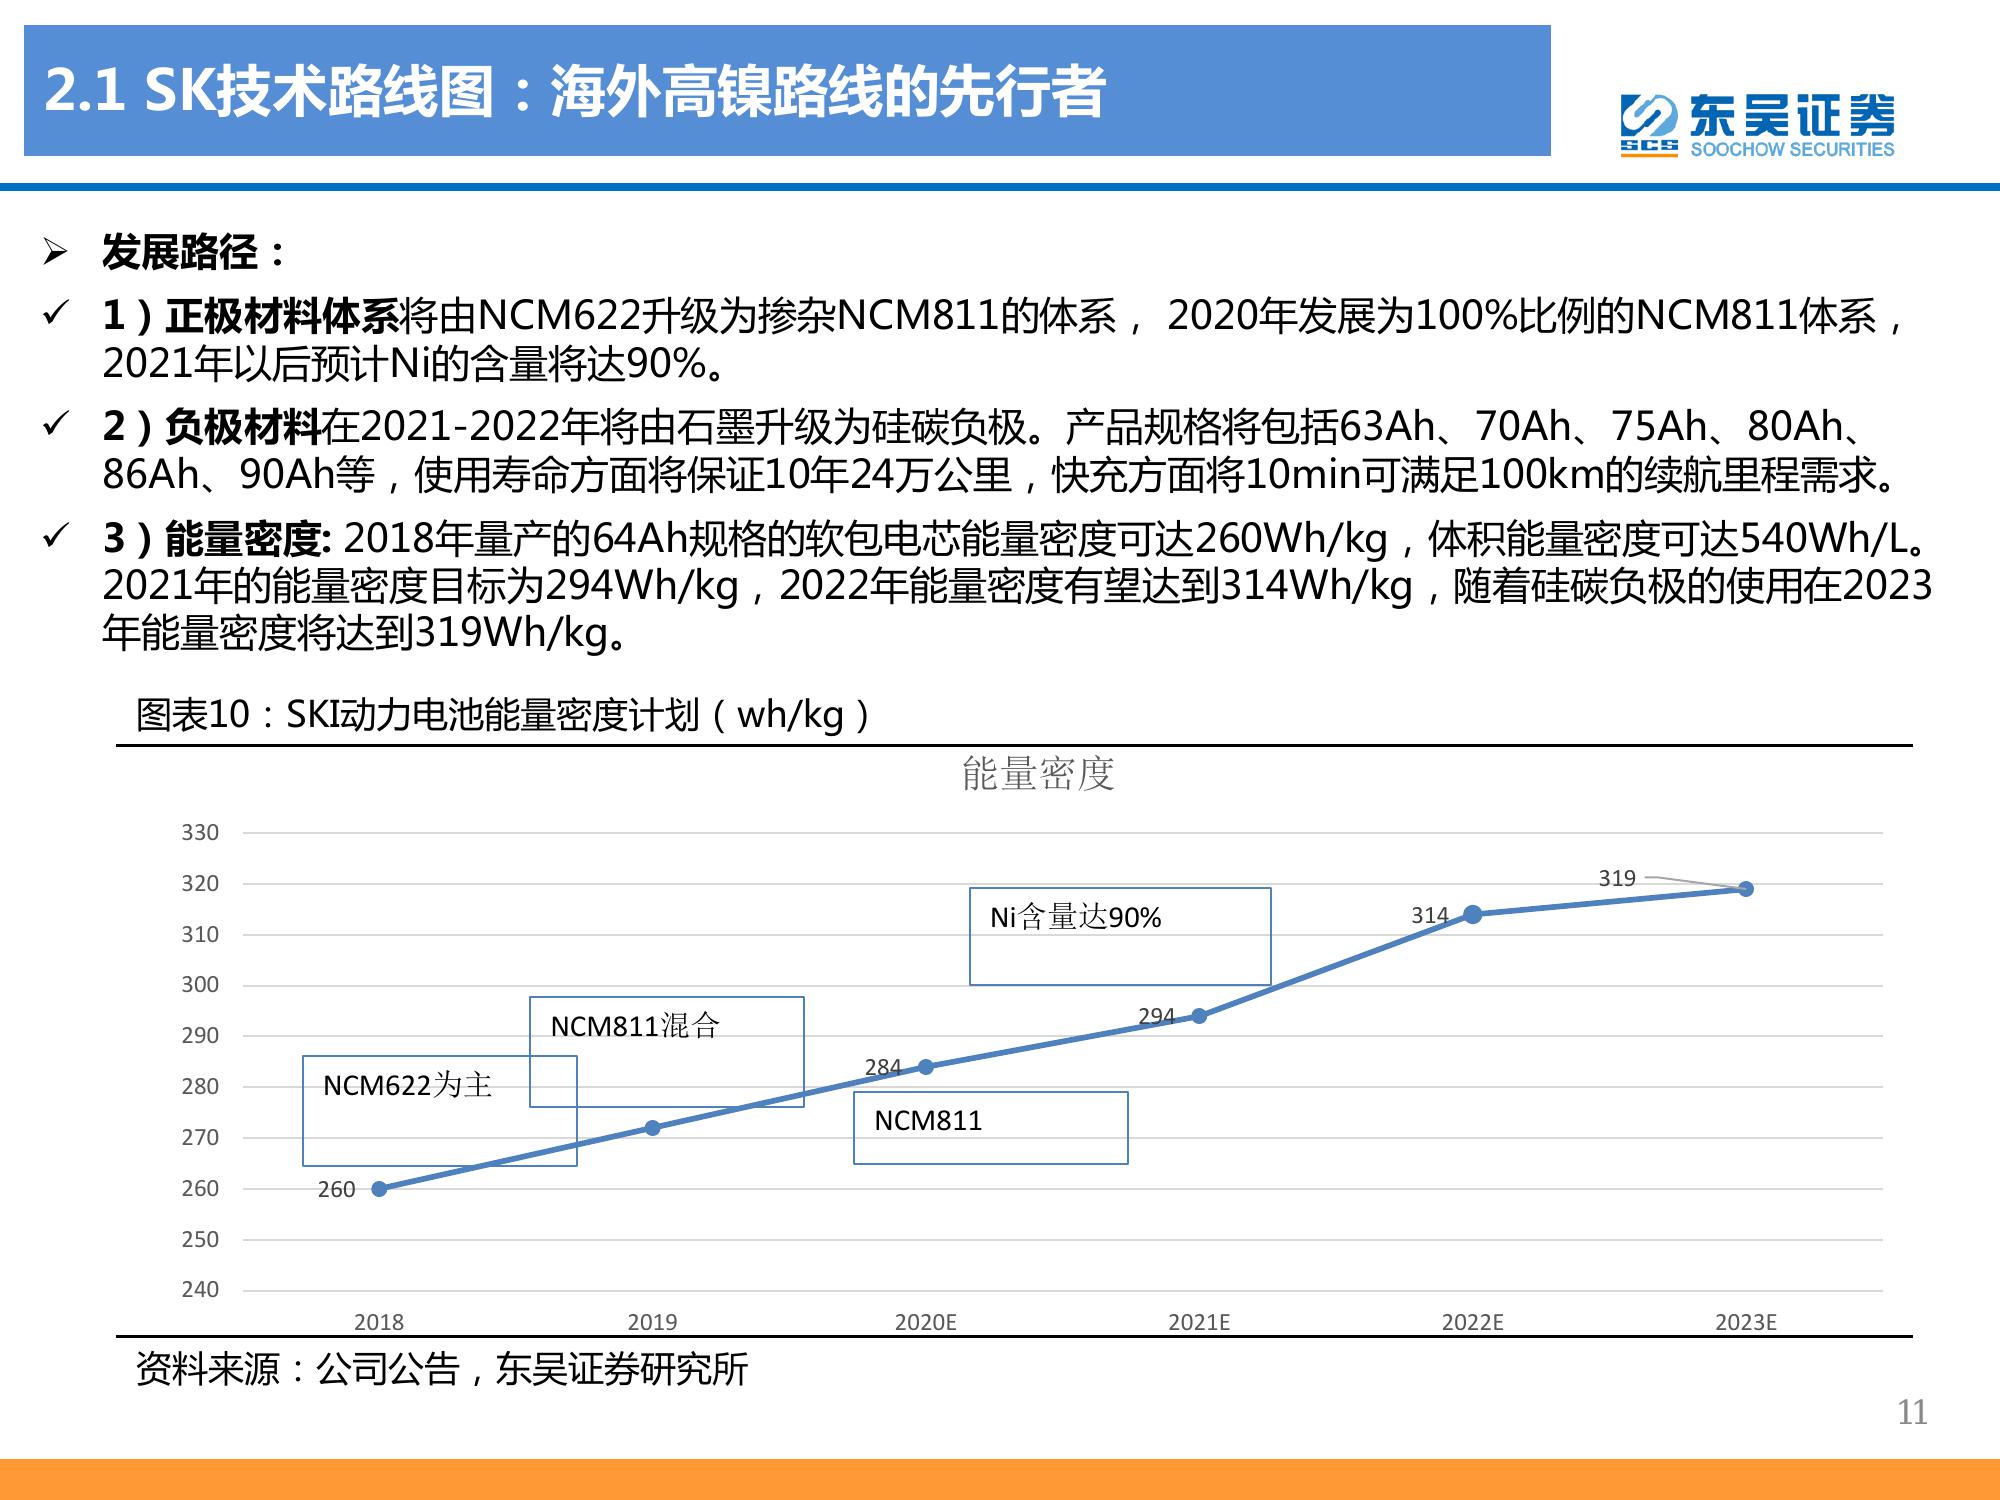 2.1 SK技术路线图：海外高镍路线的先行者
东吴证券
SCS
SOOCHOW SECURITIES
➢ 发展路径：
✓ 1）正极材料体系将由NCM622升级为掺杂NCM811的体系， 2020年发展为100%比例的NCM811体系，
2021年以后预计Ni的含量将达90%。
✓ 2）负极材料在2021-2022年将由石墨升级为硅碳负极。产品规格将包括63Ah、70Ah、75Ah、80Ah、
86Ah、90Ah等，使用寿命方面将保证10年24万公里，快充方面将10min可满足100km的续航里程需求。
✓ 3）能量密度: 2018年量产的64Ah规格的软包电芯能量密度可达260Wh/kg，体积能量密度可达540Wh/L。
2021年的能量密度目标为294Wh/kg，2022年能量密度有望达到314Wh/kg，随着硅碳负极的使用在2023
年能量密度将达到319Wh/kg。
图表10：SKI动力电池能量密度计划（wh/kg）
能量密度
330
320
310
300
290
280
270
260
250
240
319
314
Ni含量达90%
294
NCM811混合
284
NCM622为主
NCM811
260
2018
2019
2020E
2021E
2022E
2023E
资料来源：公司公告，东吴证券研究所
11